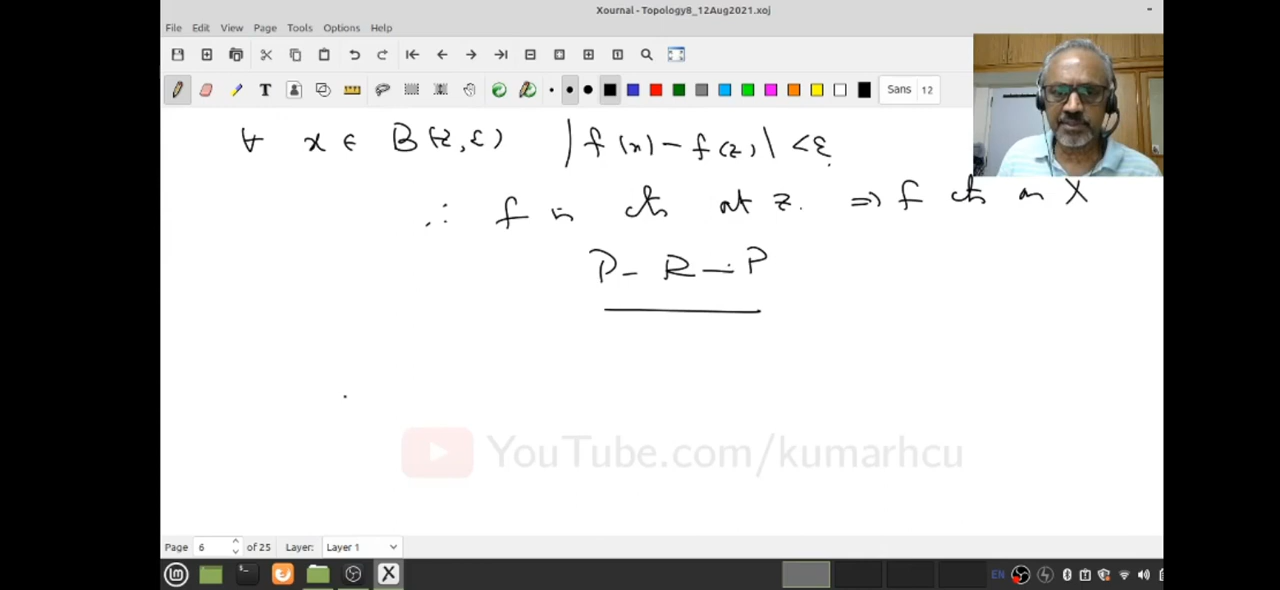 Xournal - Topology8_12Aug2021.xoj
File Edit View Page Tools Options Help
Sans 12
∀ x ∈ B(z,ε) |f(x)-f(z)| <ε.
∴ f is cts at z. ⇒ f cts on X
P- R - P
YouTube.com/kumarhcu
Page 6 of 25 Layer: Layer 1
EN